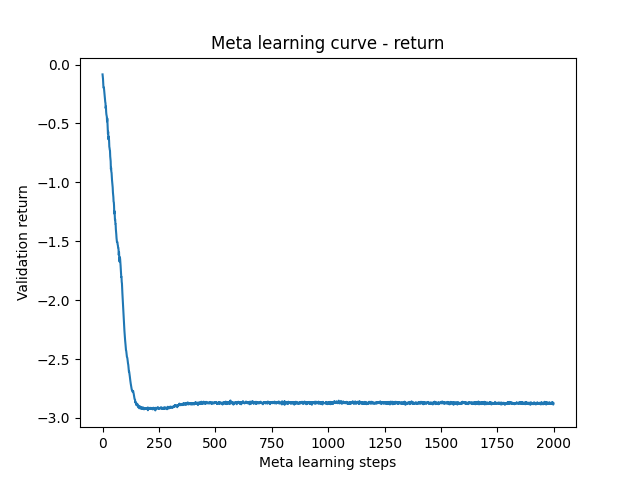 Meta learning curve - return
Validation return
0.0
−0.5
−1.0
−1.5
−2.0
−2.5
−3.0
0 250 500 750 1000 1250 1500 1750 2000
Meta learning steps